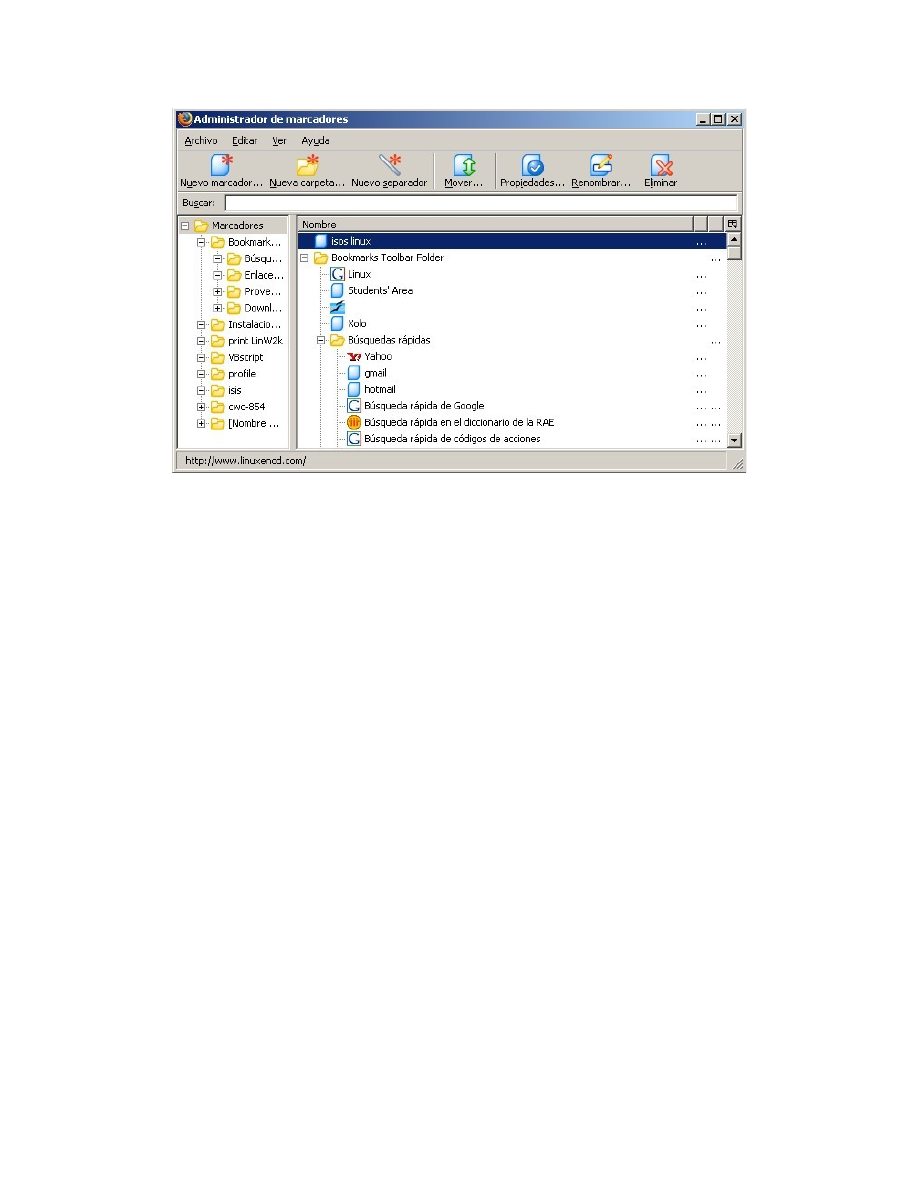 Administrador de marcadores
Archivo Editar Ver Ayuda
Nuevo marcador... Nueva carpeta... Nuevo separador Mover... Propiedades... Renombrar... Eliminar
Buscar:
Marcadores
Bookmark...
Búsqu...
Enlace...
Prove...
Downl...
Instalacio...
print LinW2k
VBscript
profile
isis
cwc-854
[Nombre ...
Nombre
isos linux ...
Bookmarks Toolbar Folder ...
Linux ...
Students' Area ...
...
Xolo ...
Búsquedas rápidas ...
Yahoo ...
gmail ...
hotmail ...
Búsqueda rápida de Google ... ...
Búsqueda rápida en el diccionario de la RAE ... ...
Búsqueda rápida de códigos de acciones ... ...
http://www.linuxencd.com/